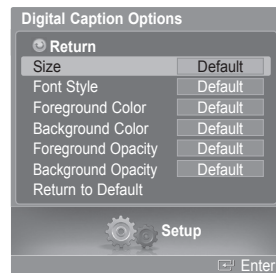 Digital Caption Options
Return
Size Default
Font Style Default
Foreground Color Default
Background Color Default
Foreground Opacity Default
Background Opacity Default
Return to Default
Setup
Enter